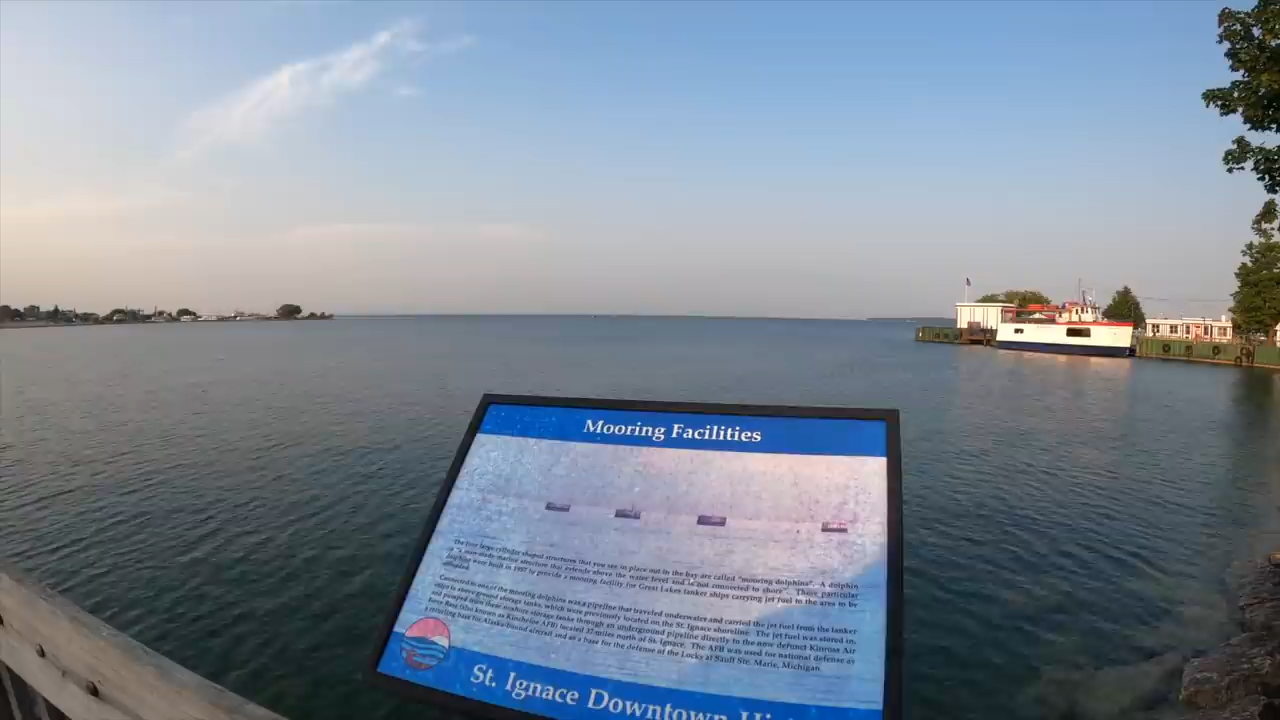 Mooring Facilities
The four large cylinder shaped structures that you see in place out in the bay are called "mooring dolphins". A dolphin
is "a man-made marine structure that extends above the water level and is not connected to shore". These particular
dolphins were built in 1957 to provide a mooring facility for Great Lakes tanker ships carrying jet fuel to the area to be
offloaded.
Connected to one of the mooring dolphins was a pipeline that traveled underwater and carried the jet fuel from the tanker
ships to above ground storage tanks, which were previously located on the St. Ignace shoreline. The jet fuel was stored in,
and pumped from these onshore storage tanks through an underground pipeline directly to the now defunct Kinross Air
Force Base (also known as Kincheloe AFB) located 37 miles north of St. Ignace. The AFB was used for national defense as
a refueling base for Alaska-bound aircraft and as a base for the defense of the Locks at Sault Ste. Marie, Michigan.
St. Ignace Downtown